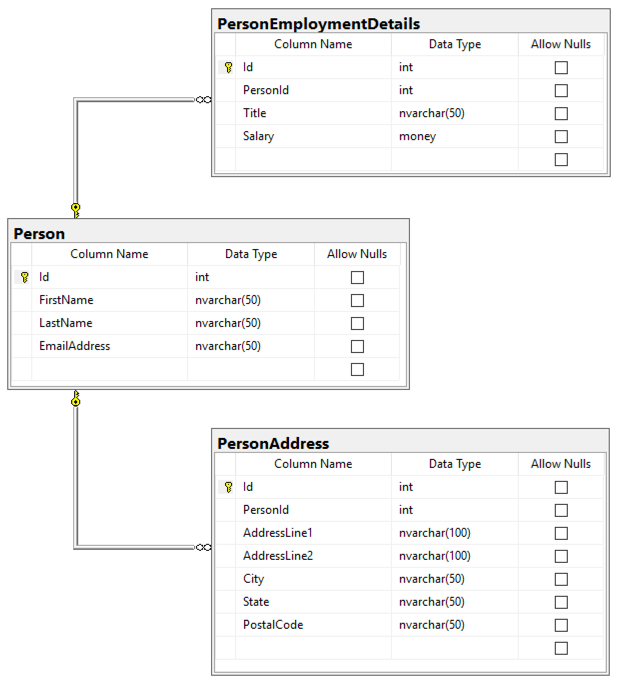 PersonEmploymentDetails
Column Name Data Type Allow Nulls
Id int
PersonId int
Title nvarchar(50)
Salary money
Person
Column Name Data Type Allow Nulls
Id int
FirstName nvarchar(50)
LastName nvarchar(50)
EmailAddress nvarchar(50)
PersonAddress
Column Name Data Type Allow Nulls
Id int
PersonId int
AddressLine1 nvarchar(100)
AddressLine2 nvarchar(100)
City nvarchar(50)
State nvarchar(50)
PostalCode nvarchar(50)